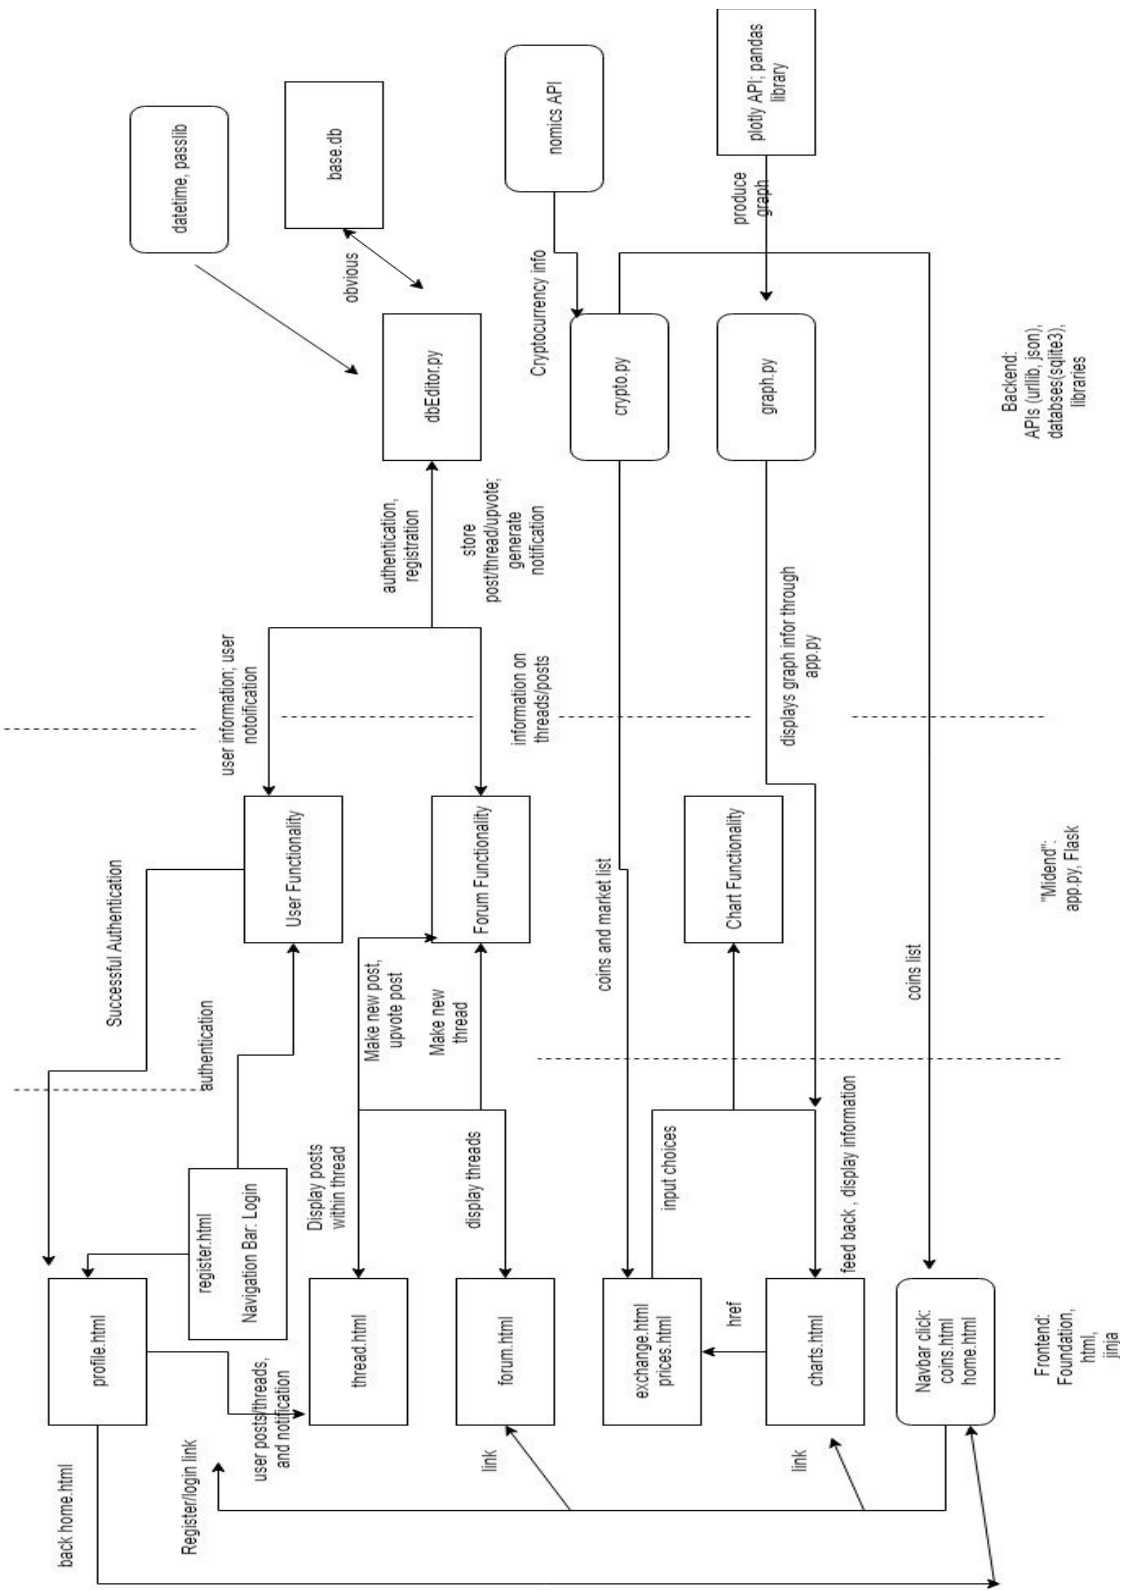 datetime, passlib
base.db
nomics API
plotly API; pandas
library
obvious
Cryptocurrency info
produce
graph
dbEditor.py
crypto.py
graph.py
Backend:
APIs (urllib, json),
databses(sqlite3),
libraries
authentication,
registration
store
post/thread/upvote;
generate
notification
user information; user
notoification
information on
threads/posts
displays graph infor through
app.py
Successful Authentication
User Functionality
Forum Functionality
coins and market list
Chart Functionality
coins list
"Midend":
app.py, Flask
authentication
Make new post,
upvote post
Make new
thread
register.html
Navigation Bar: Login
Display posts
within thread
display threads
input choices
feed back , display information
profile.html
thread.html
forum.html
exchange.html
prices.html
href
charts.html
Navbar click:
coins.html
home.html
Frontend:
Foundation,
html,
jinja
back home.html
Register/login link
user posts/threads,
and notification
link
link